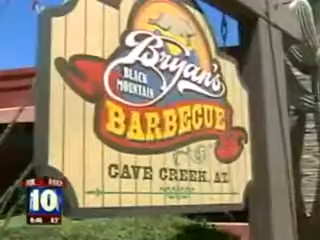 Bryan's
BLACK
MOUNTAIN
BARBECUE
CAVE CREEK, AZ
10